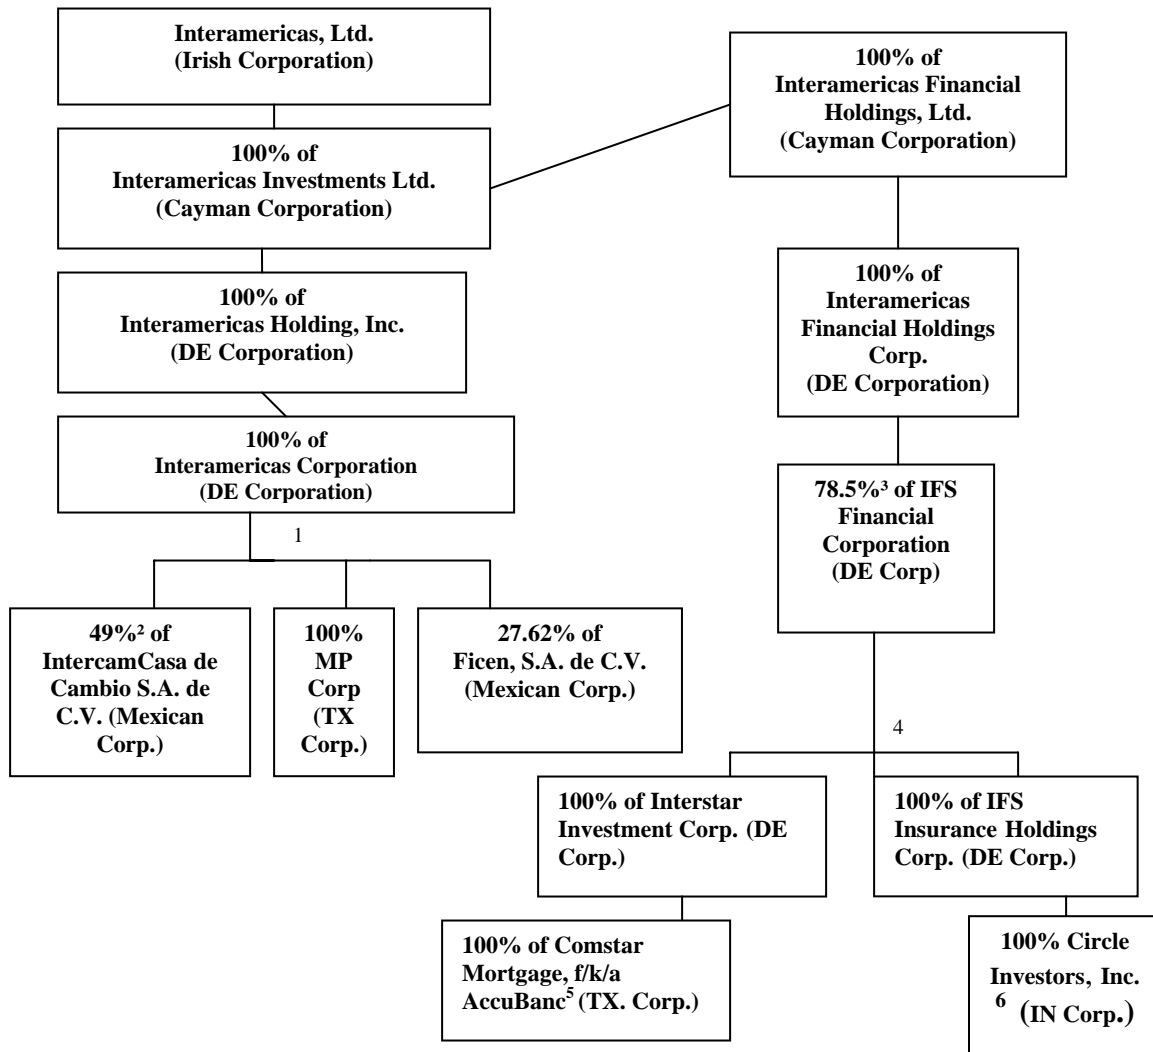 Interamericas, Ltd.
(Irish Corporation)
100% of
Interamericas Financial
Holdings, Ltd.
(Cayman Corporation)
100% of
Interamericas Investments Ltd.
(Cayman Corporation)
100% of
Interamericas Holding, Inc.
(DE Corporation)
100% of
Interamericas
Financial Holdings
Corp.
(DE Corporation)
100% of
Interamericas Corporation
(DE Corporation)
78.5%³ of IFS
Financial
Corporation
(DE Corp)
1
49%² of
IntercamCasa de
Cambio S.A. de
C.V. (Mexican
Corp.)
100%
MP
Corp
(TX
Corp.)
27.62% of
Ficen, S.A. de C.V.
(Mexican Corp.)
4
100% of Interstar
Investment Corp. (DE
Corp.)
100% of IFS
Insurance Holdings
Corp. (DE Corp.)
100% of Comstar
Mortgage, f/k/a
AccuBanc⁵ (TX. Corp.)
100% Circle
Investors, Inc.
⁶ (IN Corp.)